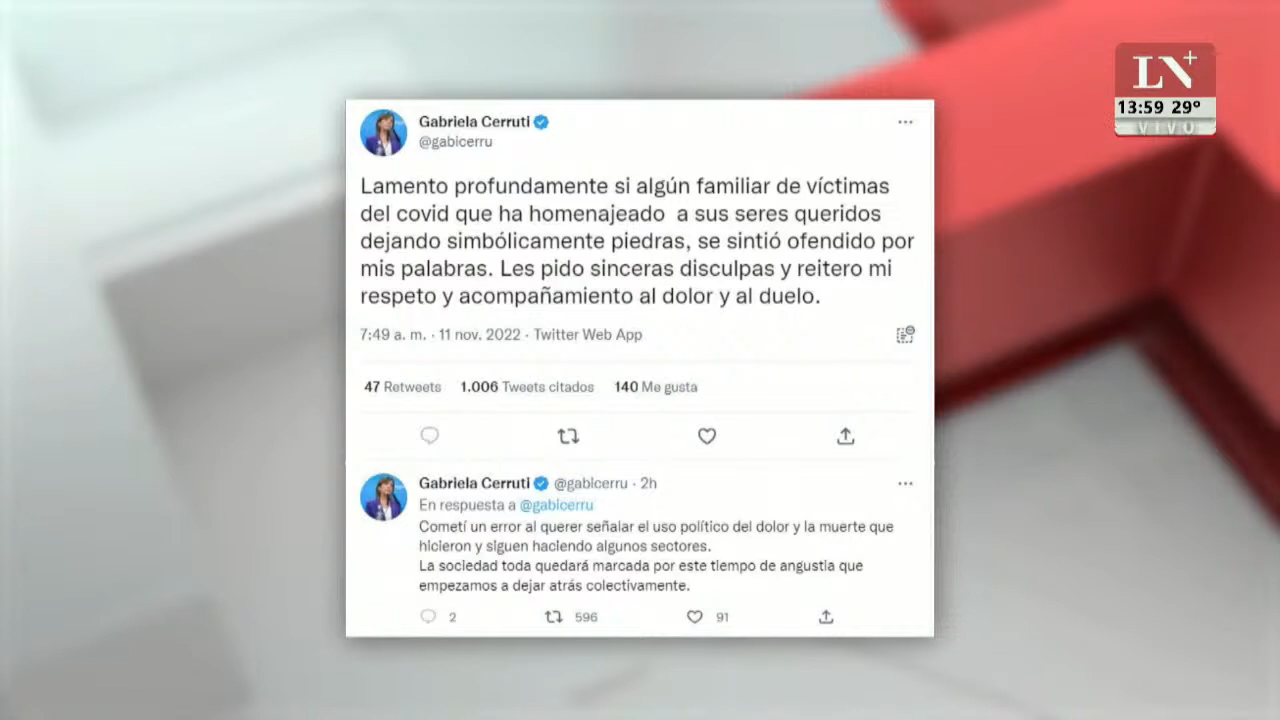 LN+
13:59 29°
VIVO
Gabriela Cerruti
@gabicerru
Lamento profundamente si algún familiar de víctimas
del covid que ha homenajeado a sus seres queridos
dejando simbólicamente piedras, se sintió ofendido por
mis palabras. Les pido sinceras disculpas y reitero mi
respeto y acompañamiento al dolor y al duelo.
7:49 a. m. · 11 nov. 2022 · Twitter Web App
47 Retweets 1.006 Tweets citados 140 Me gusta
Gabriela Cerruti @gabicerru · 2h
En respuesta a @gabicerru
Cometí un error al querer señalar el uso político del dolor y la muerte que
hicieron y siguen haciendo algunos sectores.
La sociedad toda quedará marcada por este tiempo de angustia que
empezamos a dejar atrás colectivamente.
2 596 91